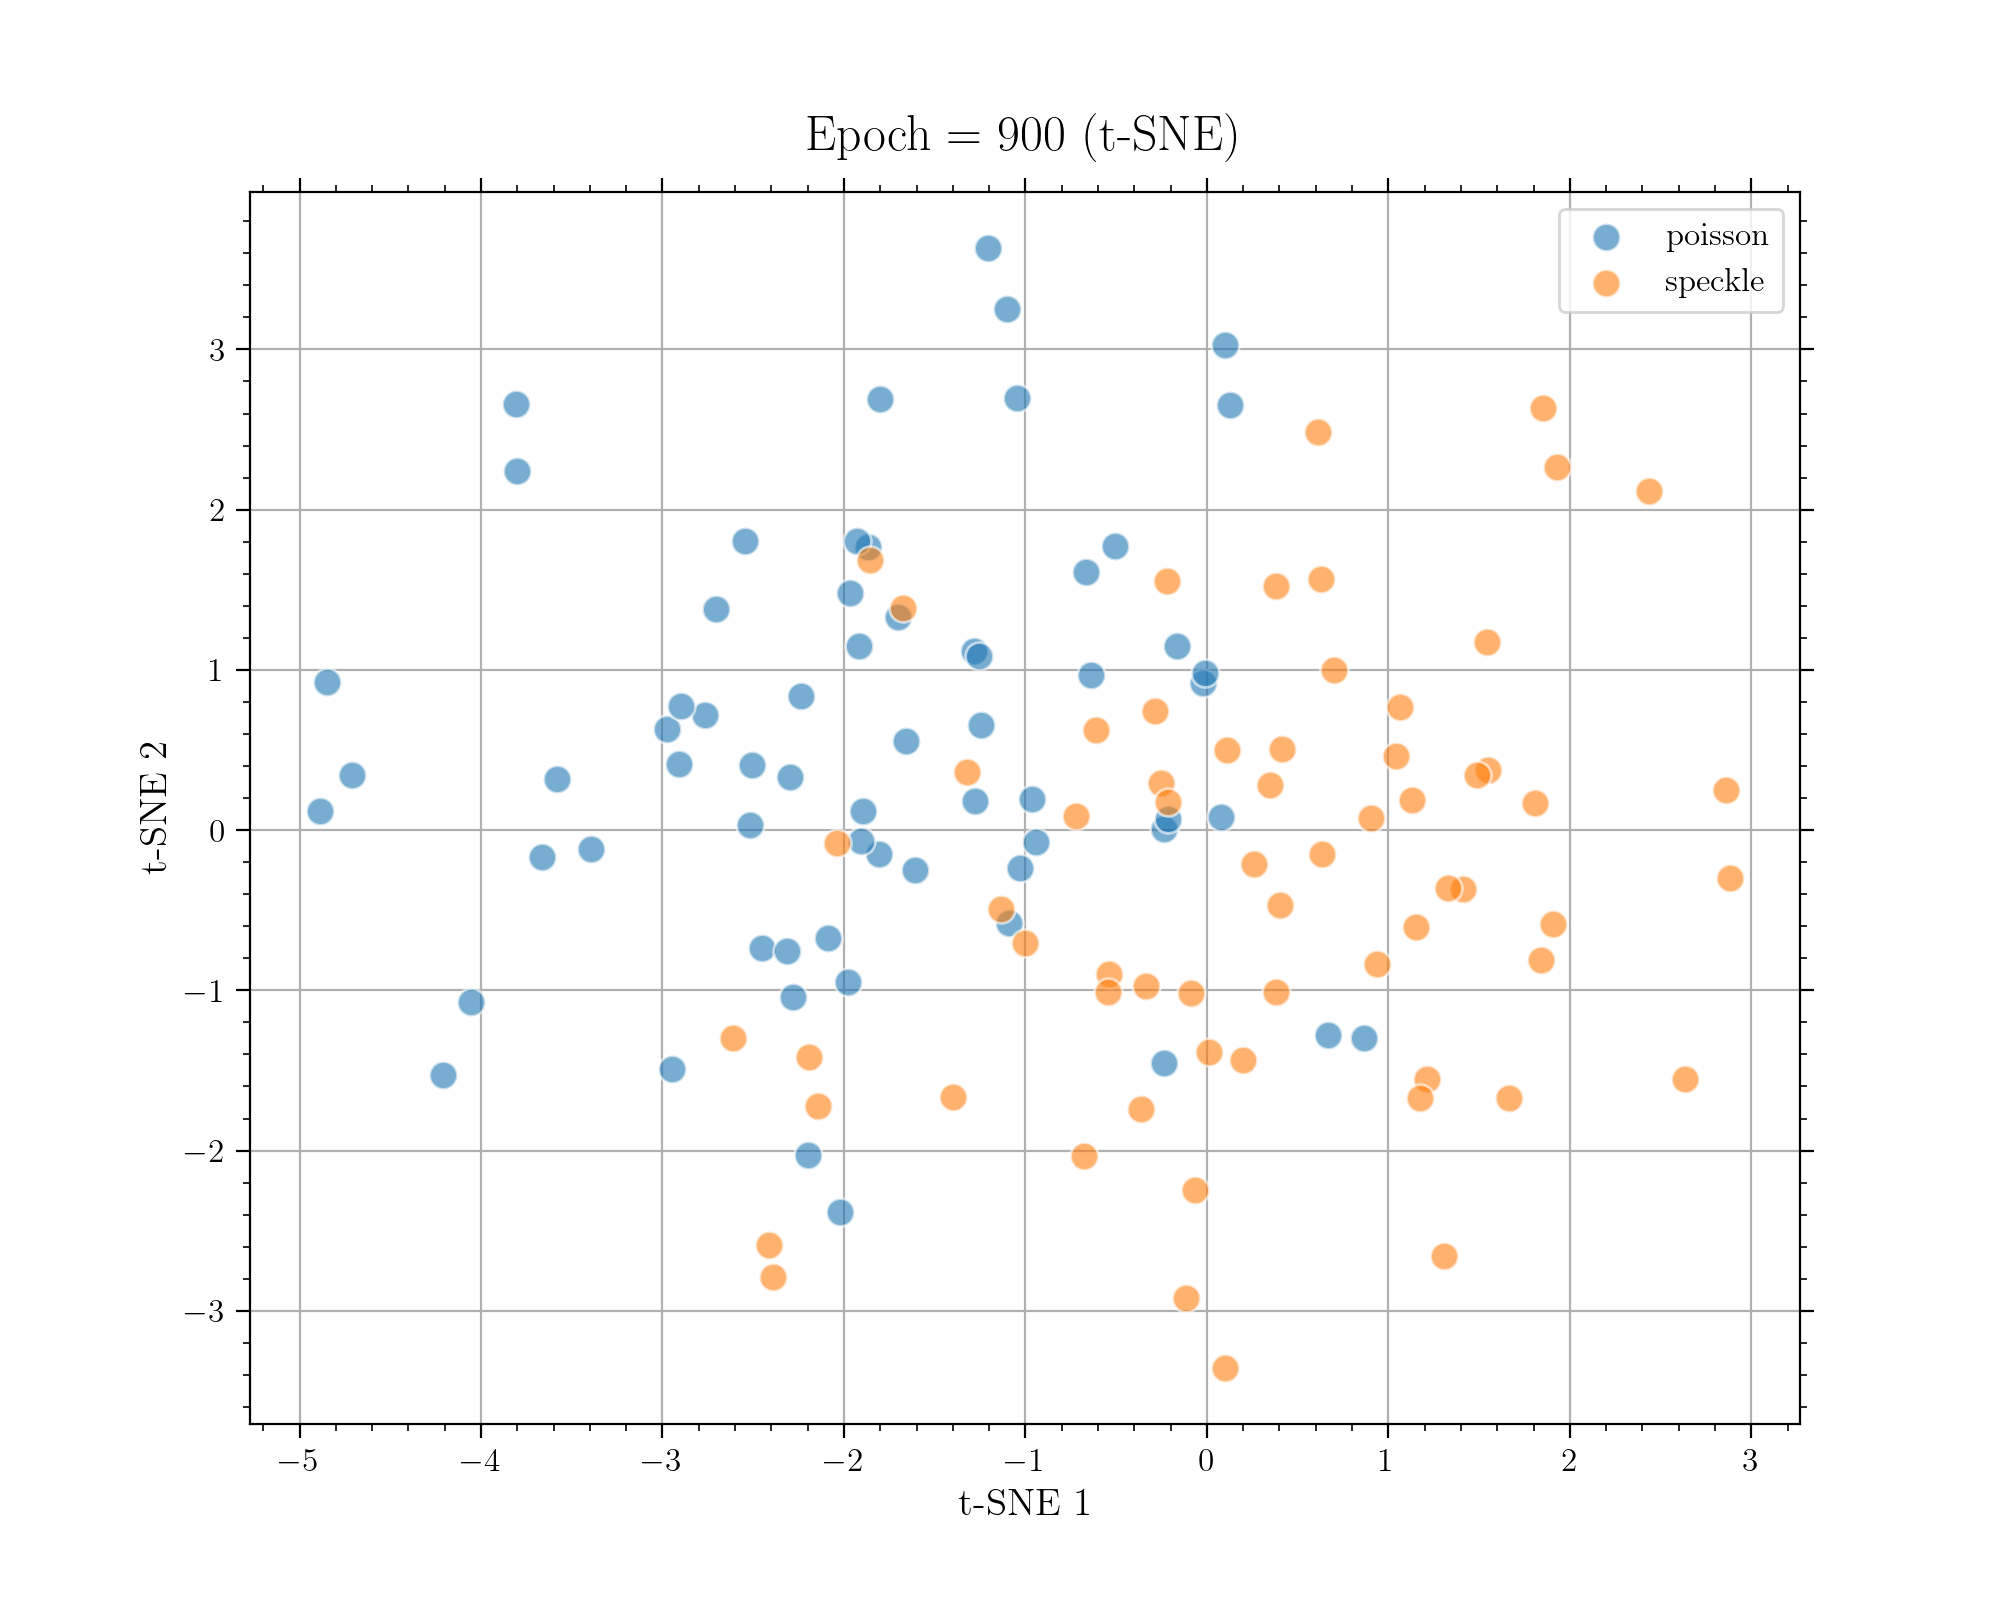 Epoch = 900 (t-SNE)
poisson
speckle
3
2
1
0
−1
−2
−3
t-SNE 2
−5 −4 −3 −2 −1 0 1 2 3
t-SNE 1